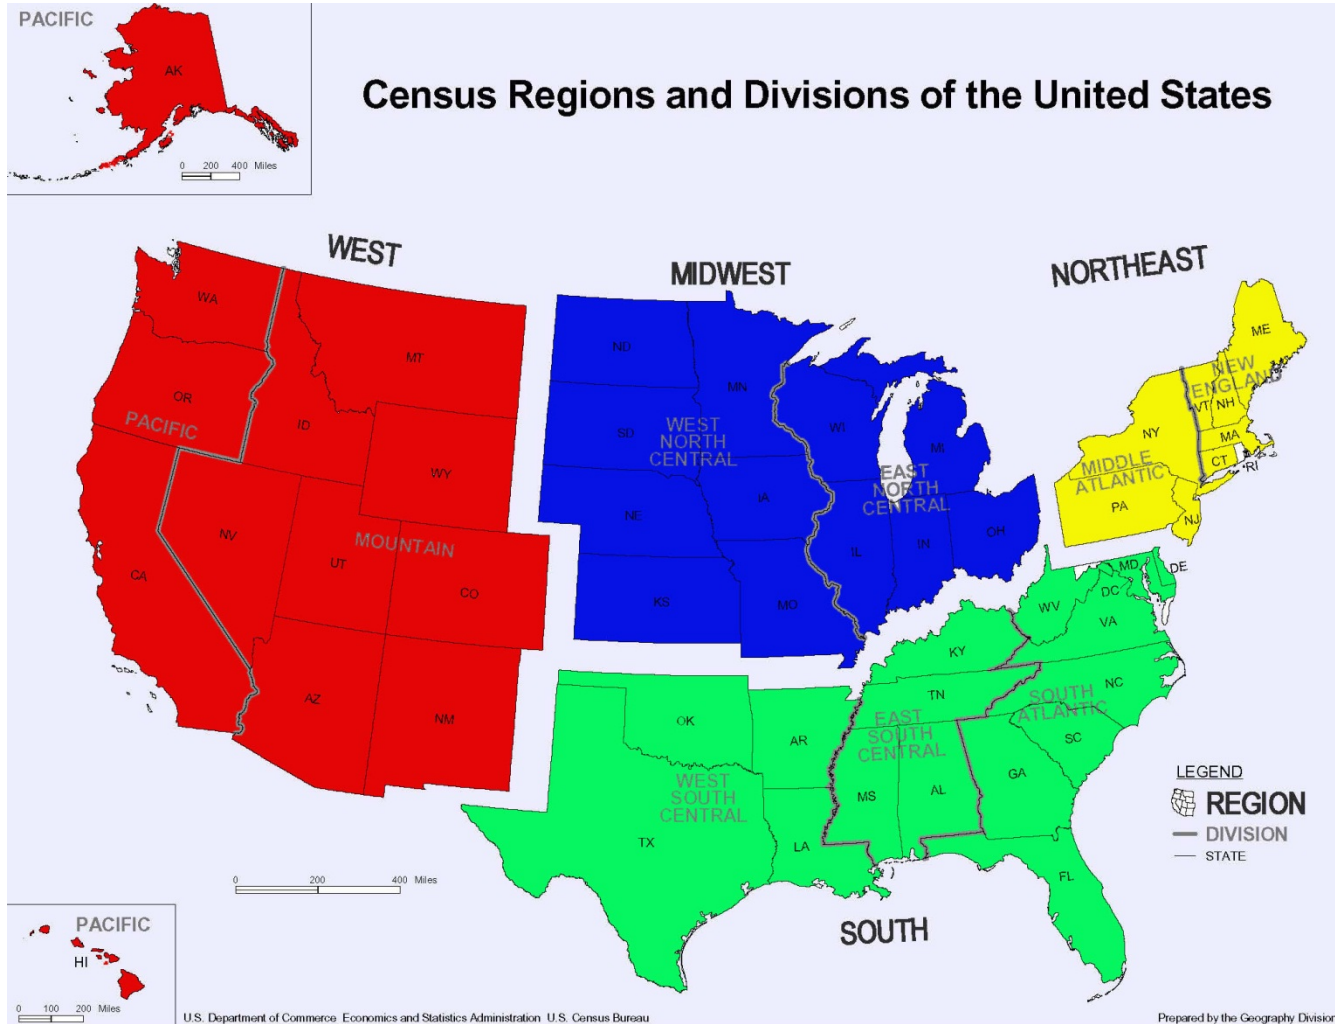 PACIFIC
AK
0 200 400 Miles
Census Regions and Divisions of the United States
WEST
MIDWEST
NORTHEAST
WA
MT
OR
ID
PACIFIC
WY
NV
MOUNTAIN
UT
CO
CA
AZ
NM
ND
MN
SD
WEST
NORTH
CENTRAL
WI
MI
EAST
NORTH
CENTRAL
NE
IA
IL
IN
OH
KS
MO
ME
NEW
ENGLAND
VT
NH
NY
MA
CT
RI
MIDDLE
ATLANTIC
PA
NJ
MD
DE
DC
WV
VA
KY
TN
NC
SOUTH
ATLANTIC
SC
EAST
SOUTH
CENTRAL
GA
MS
AL
OK
AR
WEST
SOUTH
CENTRAL
TX
LA
FL
SOUTH
LEGEND
REGION
DIVISION
STATE
0 200 400 Miles
PACIFIC
HI
0 100 200 Miles
U.S. Department of Commerce Economics and Statistics Administration U.S. Census Bureau
Prepared by the Geography Division